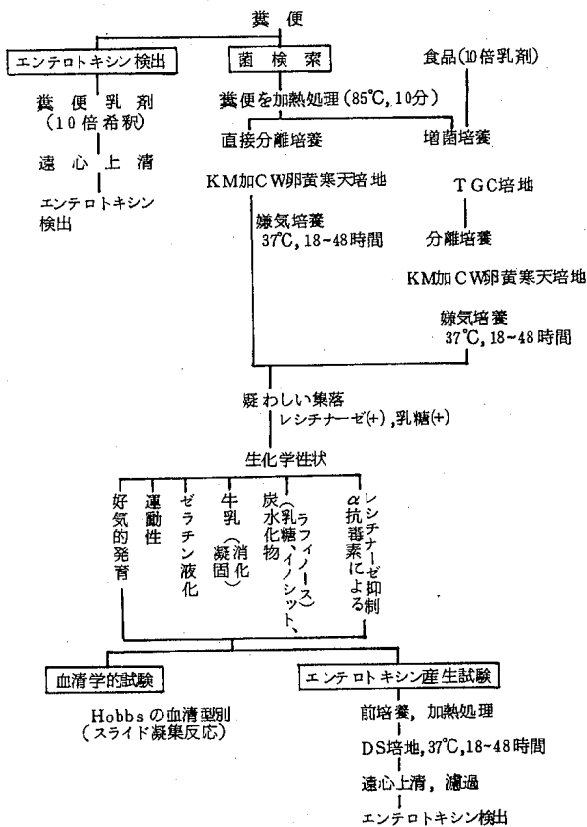 糞便
エンテロトキシン検出
菌検索
食品(10倍乳剤)
糞便乳剤
(10倍希釈)
遠心上清
エンテロトキシン
検出
糞便を加熱処理(85℃,10分)
直接分離培養
増菌培養
KM加CW卵黄寒天培地
TGC培地
嫌気培養
37℃,18~48時間
分離培養
KM加CW卵黄寒天培地
嫌気培養
37℃,18~48時間
疑わしい集落
レシチナーゼ(+),乳糖(+)
生化学性状
好気的発育
運動性
ゼラチン液化
牛乳(消化
凝固)
炭水化物
(乳糖、イノシット、
ラフィノース)
α抗毒素による
レシチナーゼ抑制
血清学的試験
エンテロトキシン産生試験
Hobbsの血清型別
(スライド凝集反応)
前培養,加熱処理
DS培地,37℃,18~48時間
遠心上清,濾過
エンテロトキシン検出